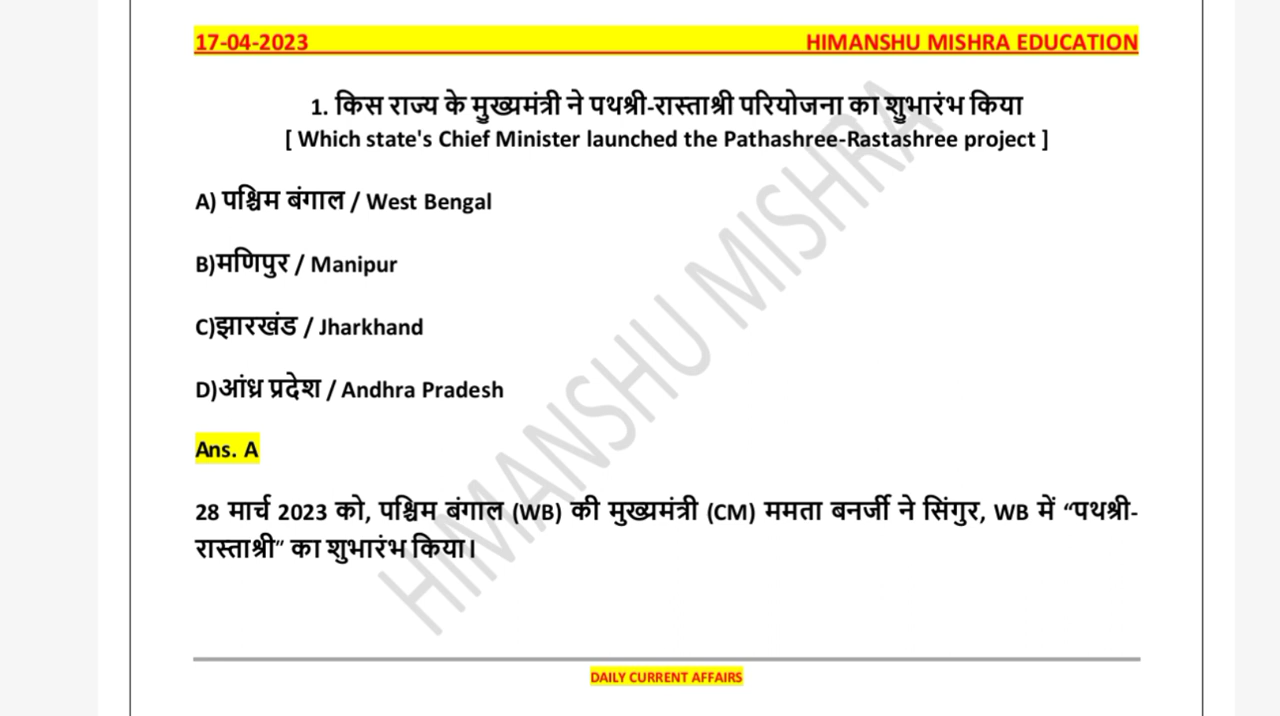 17-04-2023 HIMANSHU MISHRA EDUCATION
1. किस राज्य के मुख्यमंत्री ने पथश्री-रास्ताश्री परियोजना का शुभारंभ किया
[ Which state's Chief Minister launched the Pathashree-Rastashree project ]
A) पश्चिम बंगाल / West Bengal
B)मणिपुर / Manipur
C)झारखंड / Jharkhand
D)आंध्र प्रदेश / Andhra Pradesh
Ans. A
28 मार्च 2023 को, पश्चिम बंगाल (WB) की मुख्यमंत्री (CM) ममता बनर्जी ने सिंगुर, WB में “पथश्री-
रास्ताश्री” का शुभारंभ किया।
HIMANSHU MISHRA
DAILY CURRENT AFFAIRS